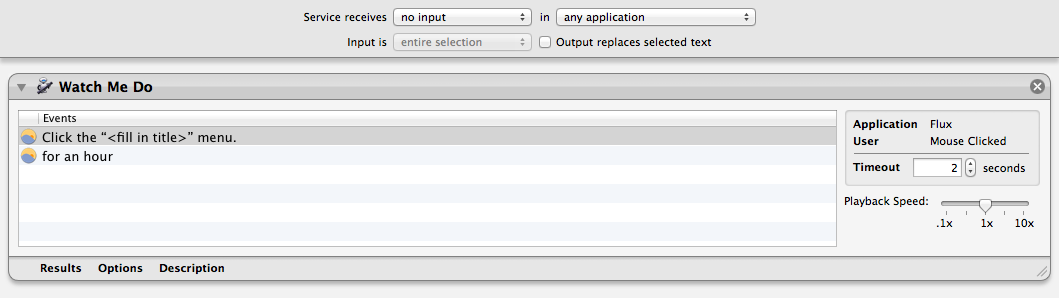 Service receives no input in any application
Input is entire selection Output replaces selected text
Watch Me Do
Events
Click the “<fill in title>” menu.
for an hour
Application Flux
User Mouse Clicked
Timeout 2 seconds
Playback Speed:
.1x 1x 10x
Results Options Description